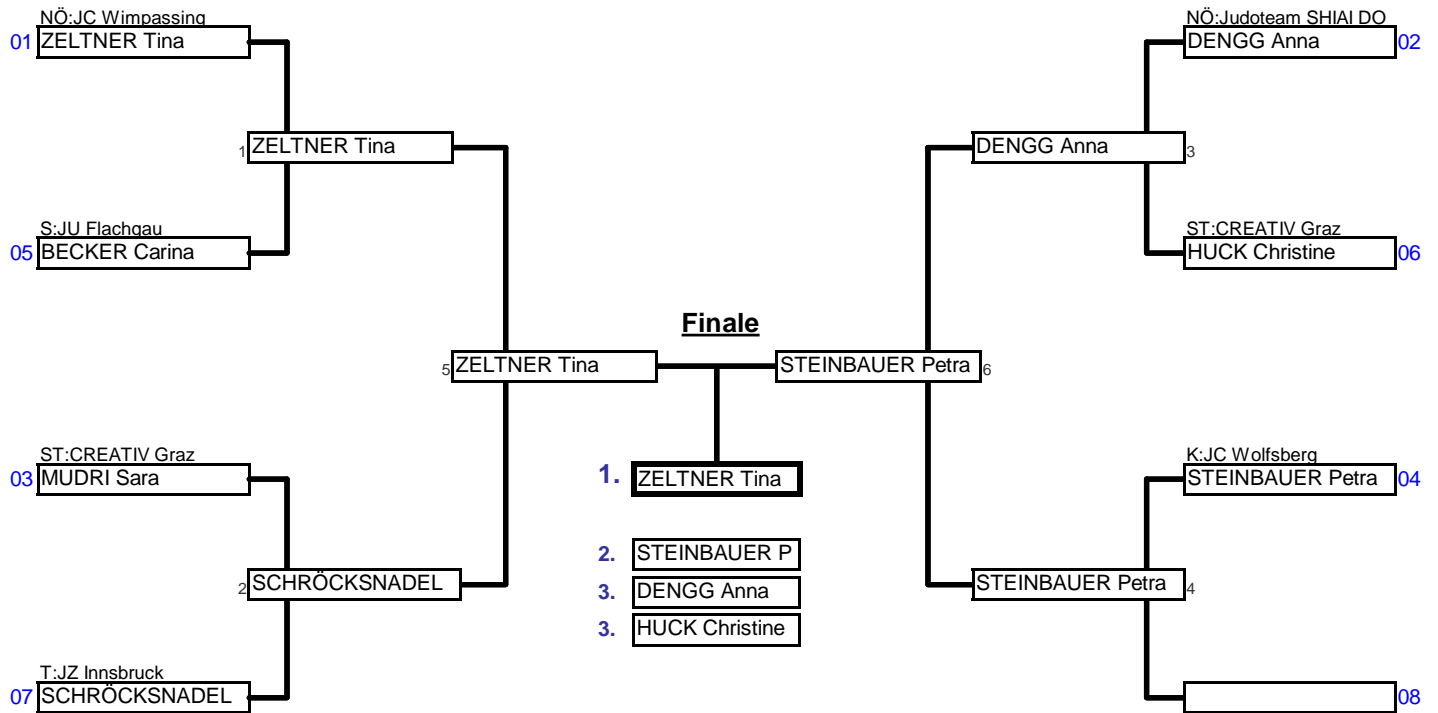 NÖ:JC Wimpassing
01 ZELTNER Tina
NÖ:Judoteam SHIAI DO
DENGG Anna 02
1 ZELTNER Tina
DENGG Anna 3
S:JU Flachgau
05 BECKER Carina
ST:CREATIV Graz
HUCK Christine 06
Finale
5 ZELTNER Tina
STEINBAUER Petra 6
ST:CREATIV Graz
03 MUDRI Sara
1. ZELTNER Tina
K:JC Wolfsberg
STEINBAUER Petra 04
2. STEINBAUER P
3. DENGG Anna
3. HUCK Christine
2 SCHRÖCKSNADEL
STEINBAUER Petra 4
T:JZ Innsbruck
07 SCHRÖCKSNADEL
08